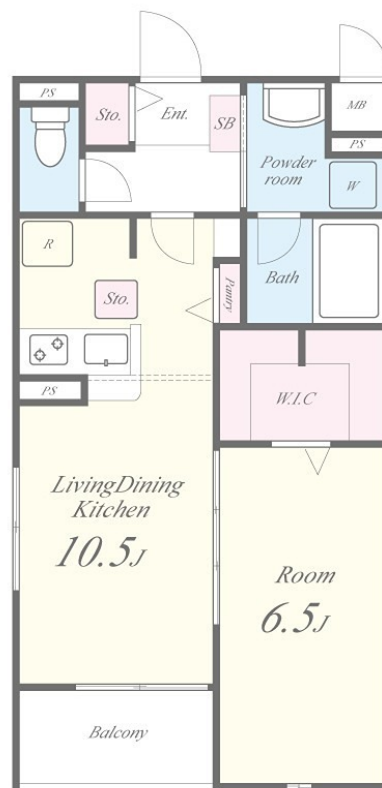 PS
Sto.
Ent.
SB
MB
PS
Powder
room
W
R
Sto.
Pantry
Bath
PS
W.I.C
LivingDining
Kitchen
10.5J
Room
6.5J
Balcony